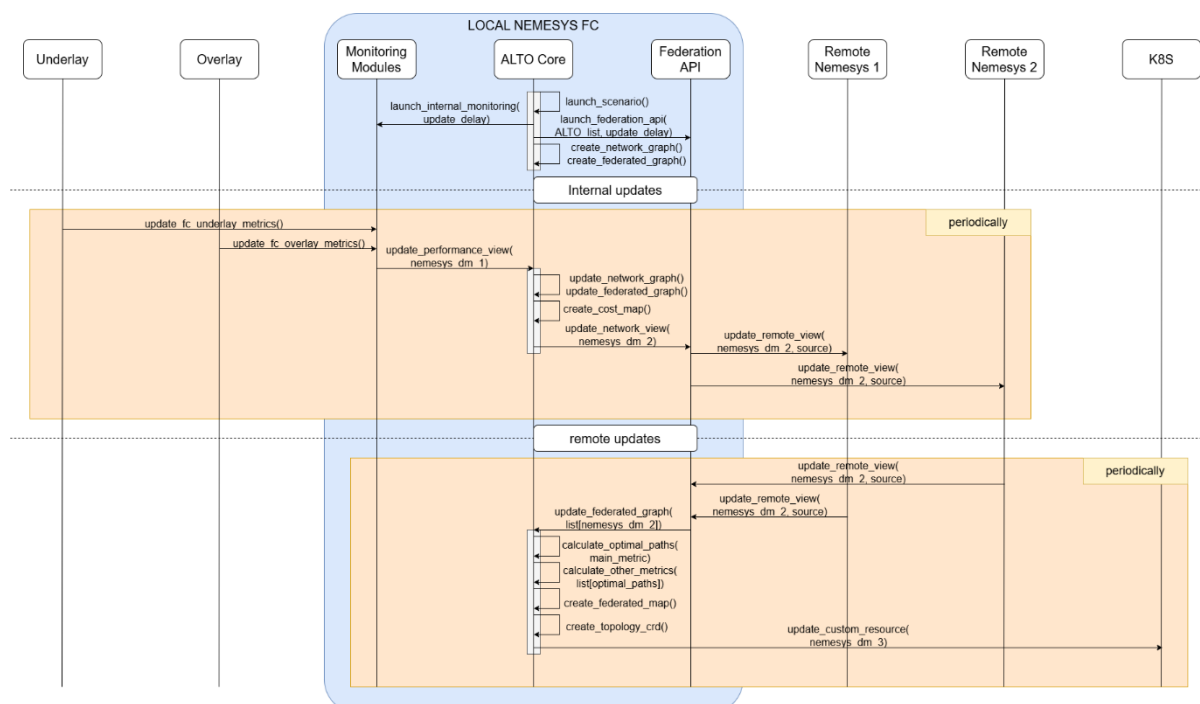 LOCAL NEMESYS FC
Underlay
Overlay
Monitoring
Modules
ALTO Core
Federation
API
Remote
Nemesys 1
Remote
Nemesys 2
K8S
launch_scenario()
launch_internal_monitoring(
update_delay)
launch_federation_api(
ALTO_list, update_delay)
create_network_graph()
create_federated_graph()
Internal updates
periodically
update_fc_underlay_metrics()
update_fc_overlay_metrics()
update_performance_view(
nemesys_dm_1)
update_network_graph()
update_federated_graph()
create_cost_map()
update_network_view(
nemesys_dm_2)
update_remote_view(
nemesys_dm_2, source)
update_remote_view(
nemesys_dm_2, source)
remote updates
periodically
update_remote_view(
nemesys_dm_2, source)
update_remote_view(
nemesys_dm_2, source)
update_federated_graph(
list[nemesys_dm_2])
calculate_optimal_paths(
main_metric)
calculate_other_metrics(
list[optimal_paths])
create_federated_map()
create_topology_crd()
update_custom_resource(
nemesys_dm_3)